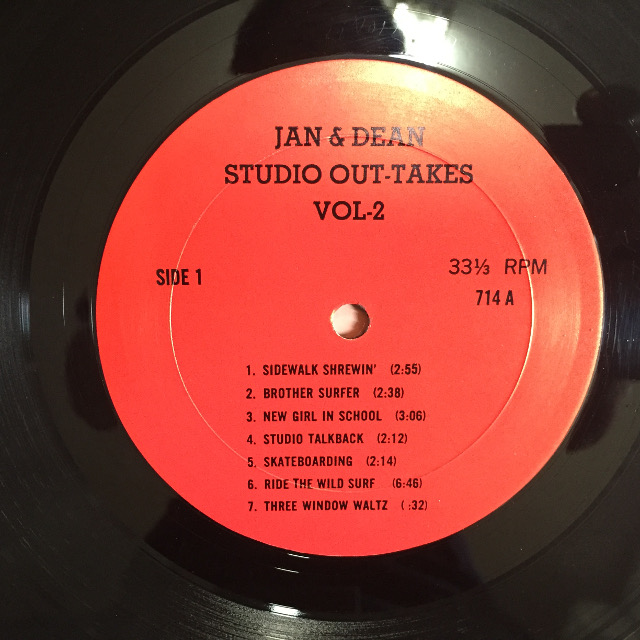 JAN & DEAN
STUDIO OUT-TAKES
VOL-2
SIDE 1
33⅓ RPM
714 A
1. SIDEWALK SHREWIN' (2:55)
2. BROTHER SURFER (2:38)
3. NEW GIRL IN SCHOOL (3:06)
4. STUDIO TALKBACK (2:12)
5. SKATEBOARDING (2:14)
6. RIDE THE WILD SURF (6:46)
7. THREE WINDOW WALTZ ( :32)